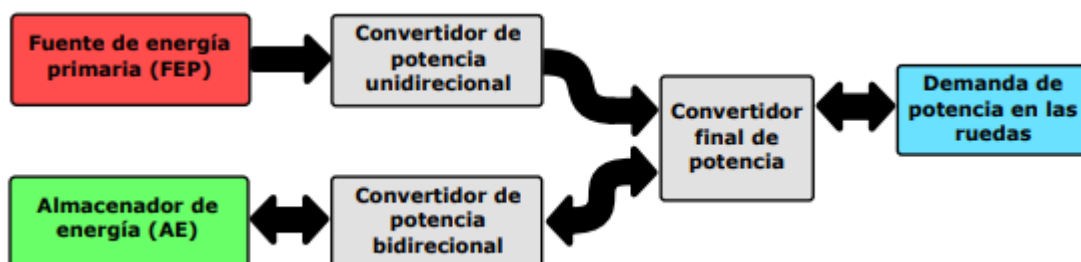 Fuente de energía
primaria (FEP)
Convertidor de
potencia
unidirecional
Convertidor
final de
potencia
Demanda de
potencia en las
ruedas
Almacenador de
energía (AE)
Convertidor de
potencia
bidirecional